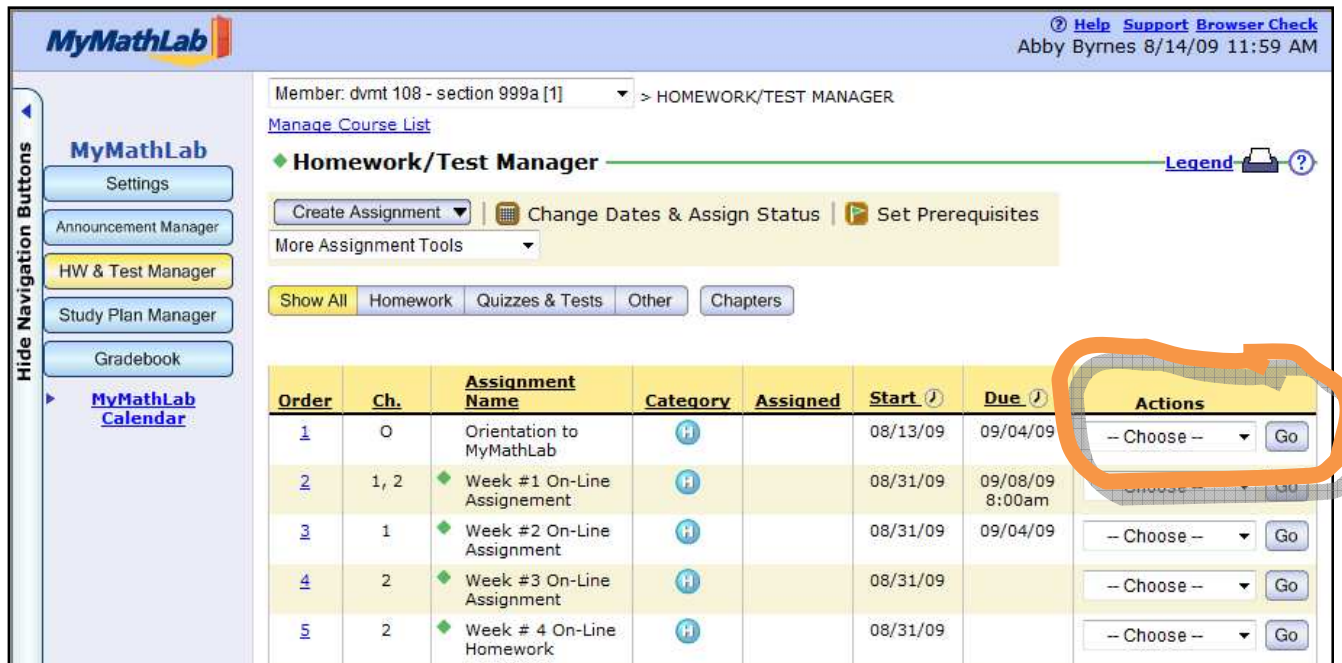 MyMathLab
Help Support Browser Check
Abby Byrnes 8/14/09 11:59 AM
Hide Navigation Buttons
MyMathLab
Settings
Announcement Manager
HW & Test Manager
Study Plan Manager
Gradebook
MyMathLab
Calendar
Member: dvmt 108 - section 999a [1] > HOMEWORK/TEST MANAGER
Manage Course List
Homework/Test Manager Legend ?
Create Assignment | Change Dates & Assign Status | Set Prerequisites
More Assignment Tools
Show All Homework Quizzes & Tests Other Chapters
Order Ch. Assignment Name Category Assigned Start Due Actions
1 O Orientation to MyMathLab H 08/13/09 09/04/09 -- Choose -- Go
2 1, 2 Week #1 On-Line Assignement H 08/31/09 09/08/09 8:00am -- Choose -- Go
3 1 Week #2 On-Line Assignment H 08/31/09 09/04/09 -- Choose -- Go
4 2 Week #3 On-Line Assignment H 08/31/09 -- Choose -- Go
5 2 Week # 4 On-Line Homework H 08/31/09 -- Choose -- Go